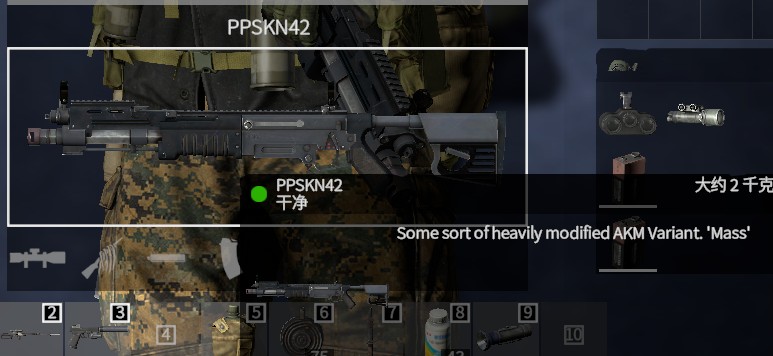 PPSKN42
PPSKN42
干净
大约 2 千克
Some sort of heavily modified AKM Variant. 'Mass'
2
3
4
5
6
7
8
9
10